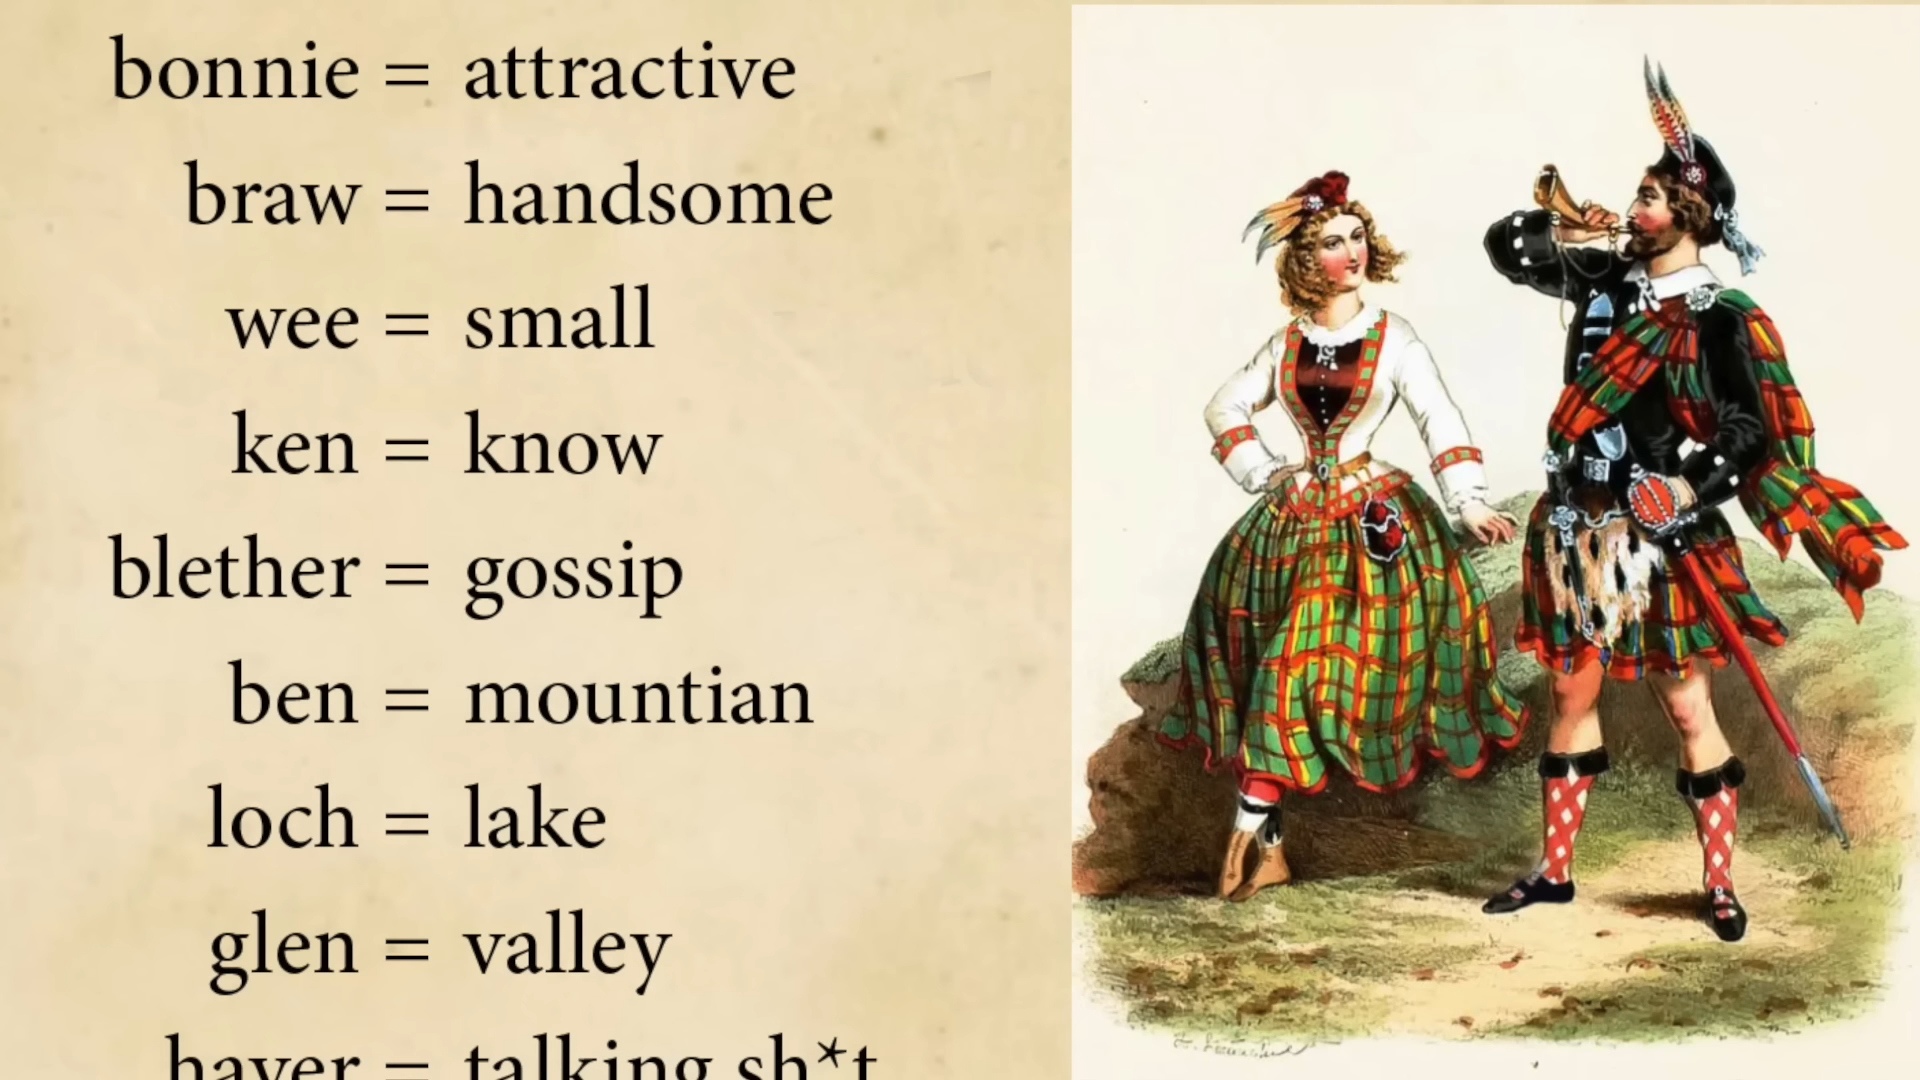 bonnie = attractive
braw = handsome
wee = small
ken = know
blether = gossip
ben = mountian
loch = lake
glen = valley
haver = talking sh*t